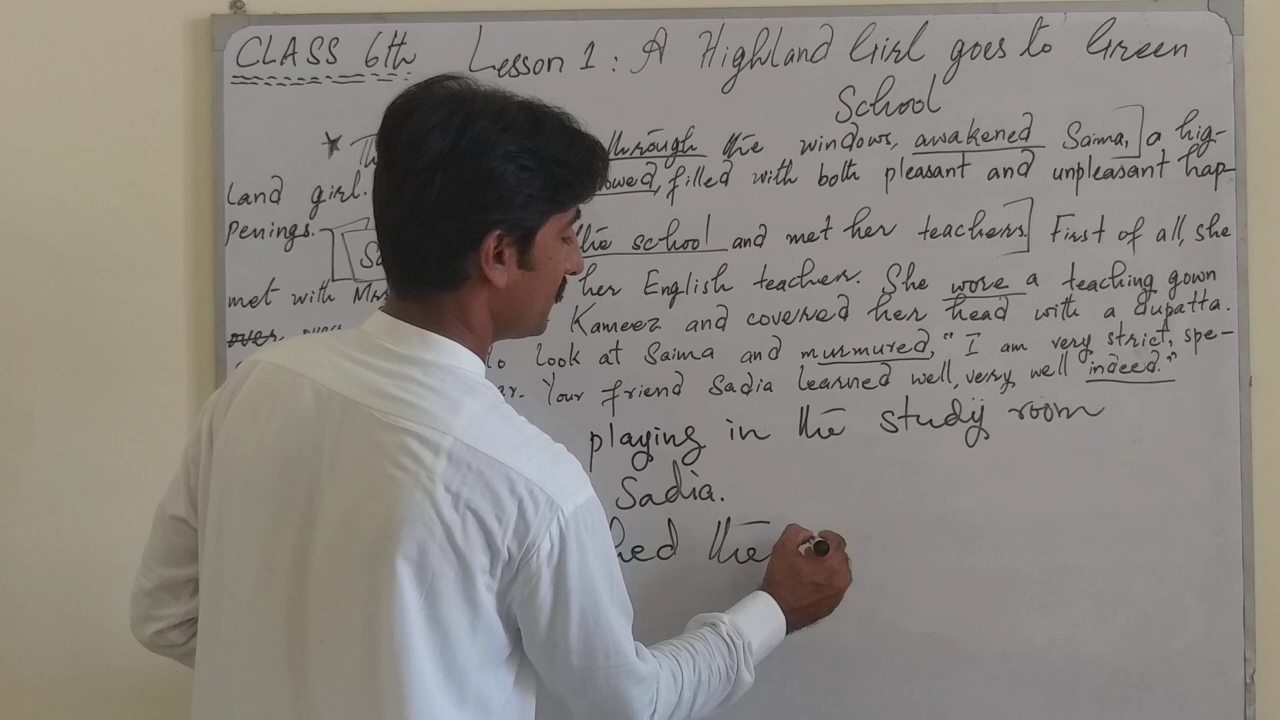 CLASS 6th Lesson 1: A Highland Girl goes to Green
School
through the windows, awakened Saima, a hig-
land girl. filled with both pleasant and unpleasant hap-
penings. the school and met her teachers. First of all, she
met with Mrs her English teacher. She wore a teaching gown
over Kameez and covered her head with a dupatta.
to look at Saima and murmured, "I am very strict, spe-
Your friend Sadia learned well, very well indeed."
playing in the study room
Sadia.
the